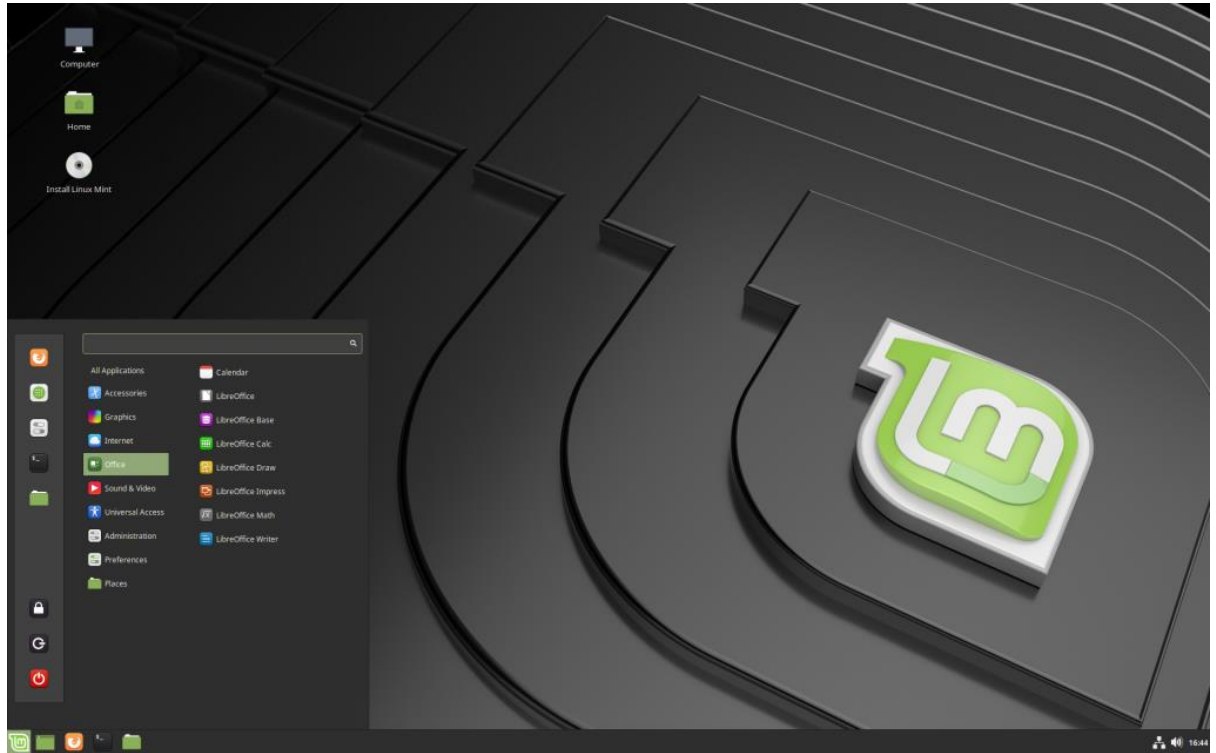 Computer
Home
Install Linux Mint
All Applications
Accessories
Graphics
Internet
Office
Sound & Video
Universal Access
Administration
Preferences
Places
Calendar
LibreOffice
LibreOffice Base
LibreOffice Calc
LibreOffice Draw
LibreOffice Impress
LibreOffice Math
LibreOffice Writer
lm
16:44